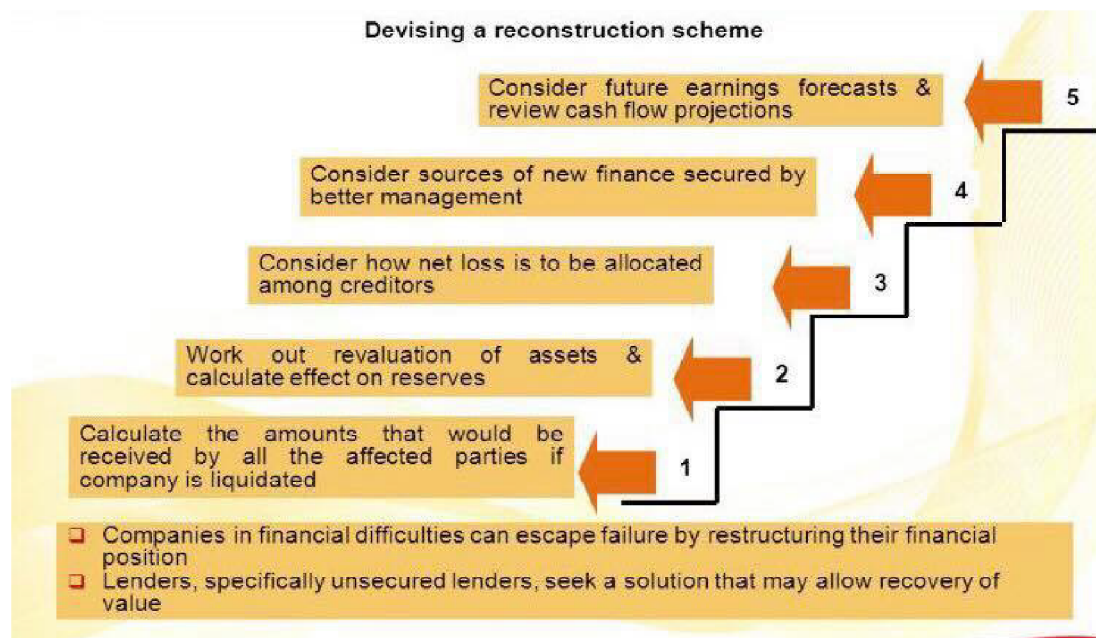 Devising a reconstruction scheme
Consider future earnings forecasts &
review cash flow projections
5
Consider sources of new finance secured by
better management
4
Consider how net loss is to be allocated
among creditors
3
Work out revaluation of assets &
calculate effect on reserves
2
Calculate the amounts that would be
received by all the affected parties if
company is liquidated
1
Companies in financial difficulties can escape failure by restructuring their financial
position
Lenders, specifically unsecured lenders, seek a solution that may allow recovery of
value